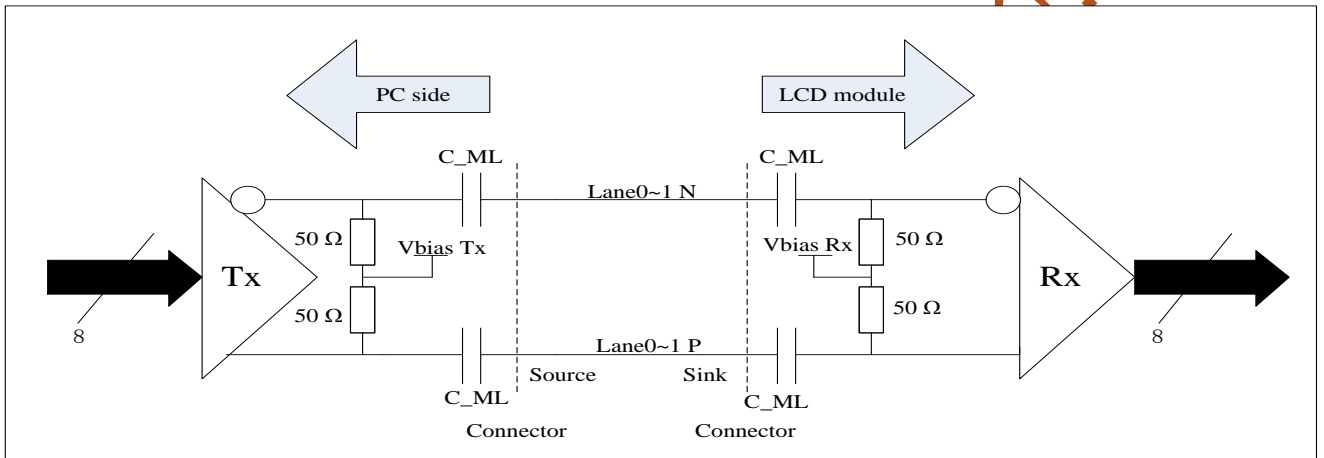 PC side
LCD module
C_ML
C_ML
Lane0~1 N
50 Ω
Vbias Tx
Vbias Rx
50 Ω
Tx
Rx
50 Ω
50 Ω
8
8
Lane0~1 P
Source
Sink
C_ML
C_ML
Connector
Connector